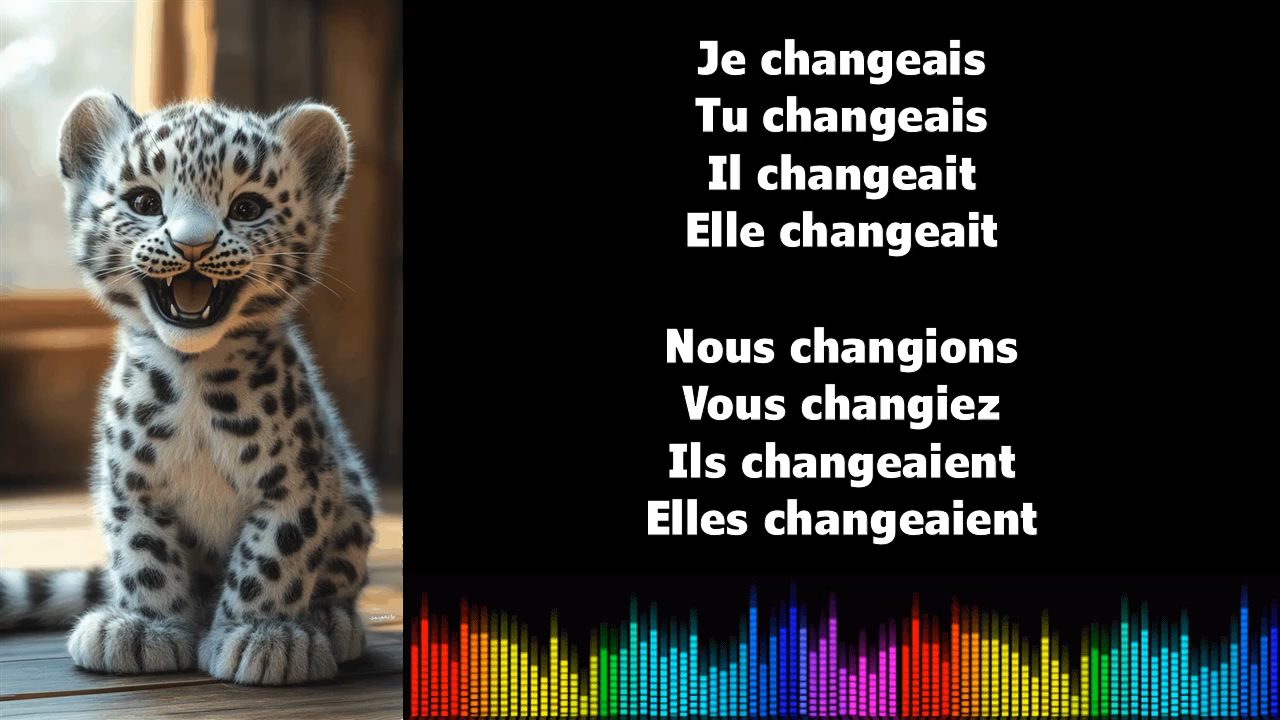 Je changeais
Tu changeais
Il changeait
Elle changeait
Nous changions
Vous changiez
Ils changeaient
Elles changeaient